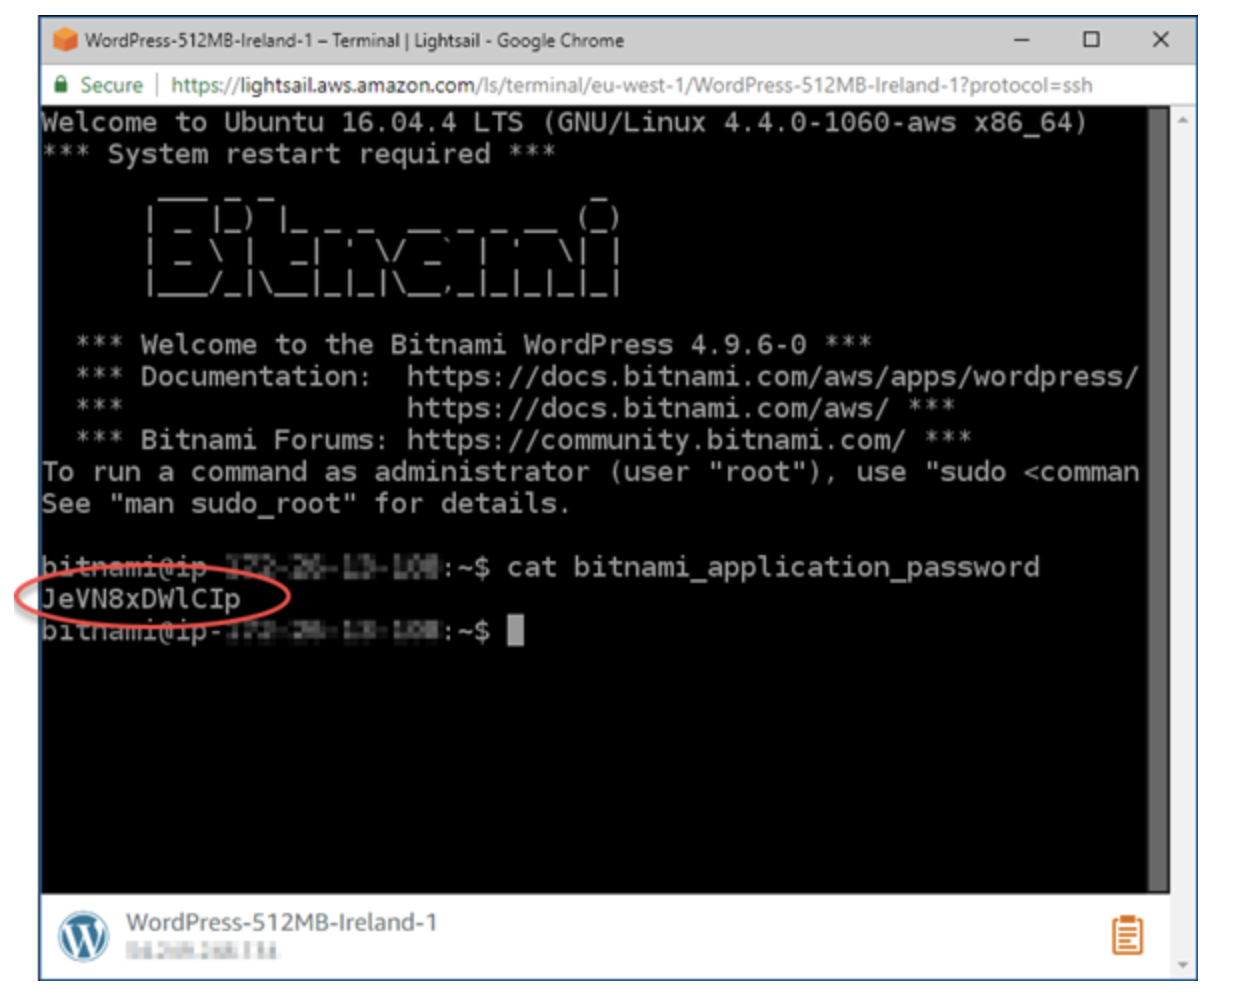 WordPress-512MB-Ireland-1 – Terminal | Lightsail - Google Chrome
Secure | https://lightsail.aws.amazon.com/ls/terminal/eu-west-1/WordPress-512MB-Ireland-1?protocol=ssh
Welcome to Ubuntu 16.04.4 LTS (GNU/Linux 4.4.0-1060-aws x86_64)
*** System restart required ***
Bitnami
*** Welcome to the Bitnami WordPress 4.9.6-0 ***
*** Documentation: https://docs.bitnami.com/aws/apps/wordpress/
*** https://docs.bitnami.com/aws/ ***
*** Bitnami Forums: https://community.bitnami.com/ ***
To run a command as administrator (user "root"), use "sudo <comman
See "man sudo_root" for details.
bitnami@ip- :~$ cat bitnami_application_password
JeVN8xDWlCIp
bitnami@ip- :~$
WordPress-512MB-Ireland-1